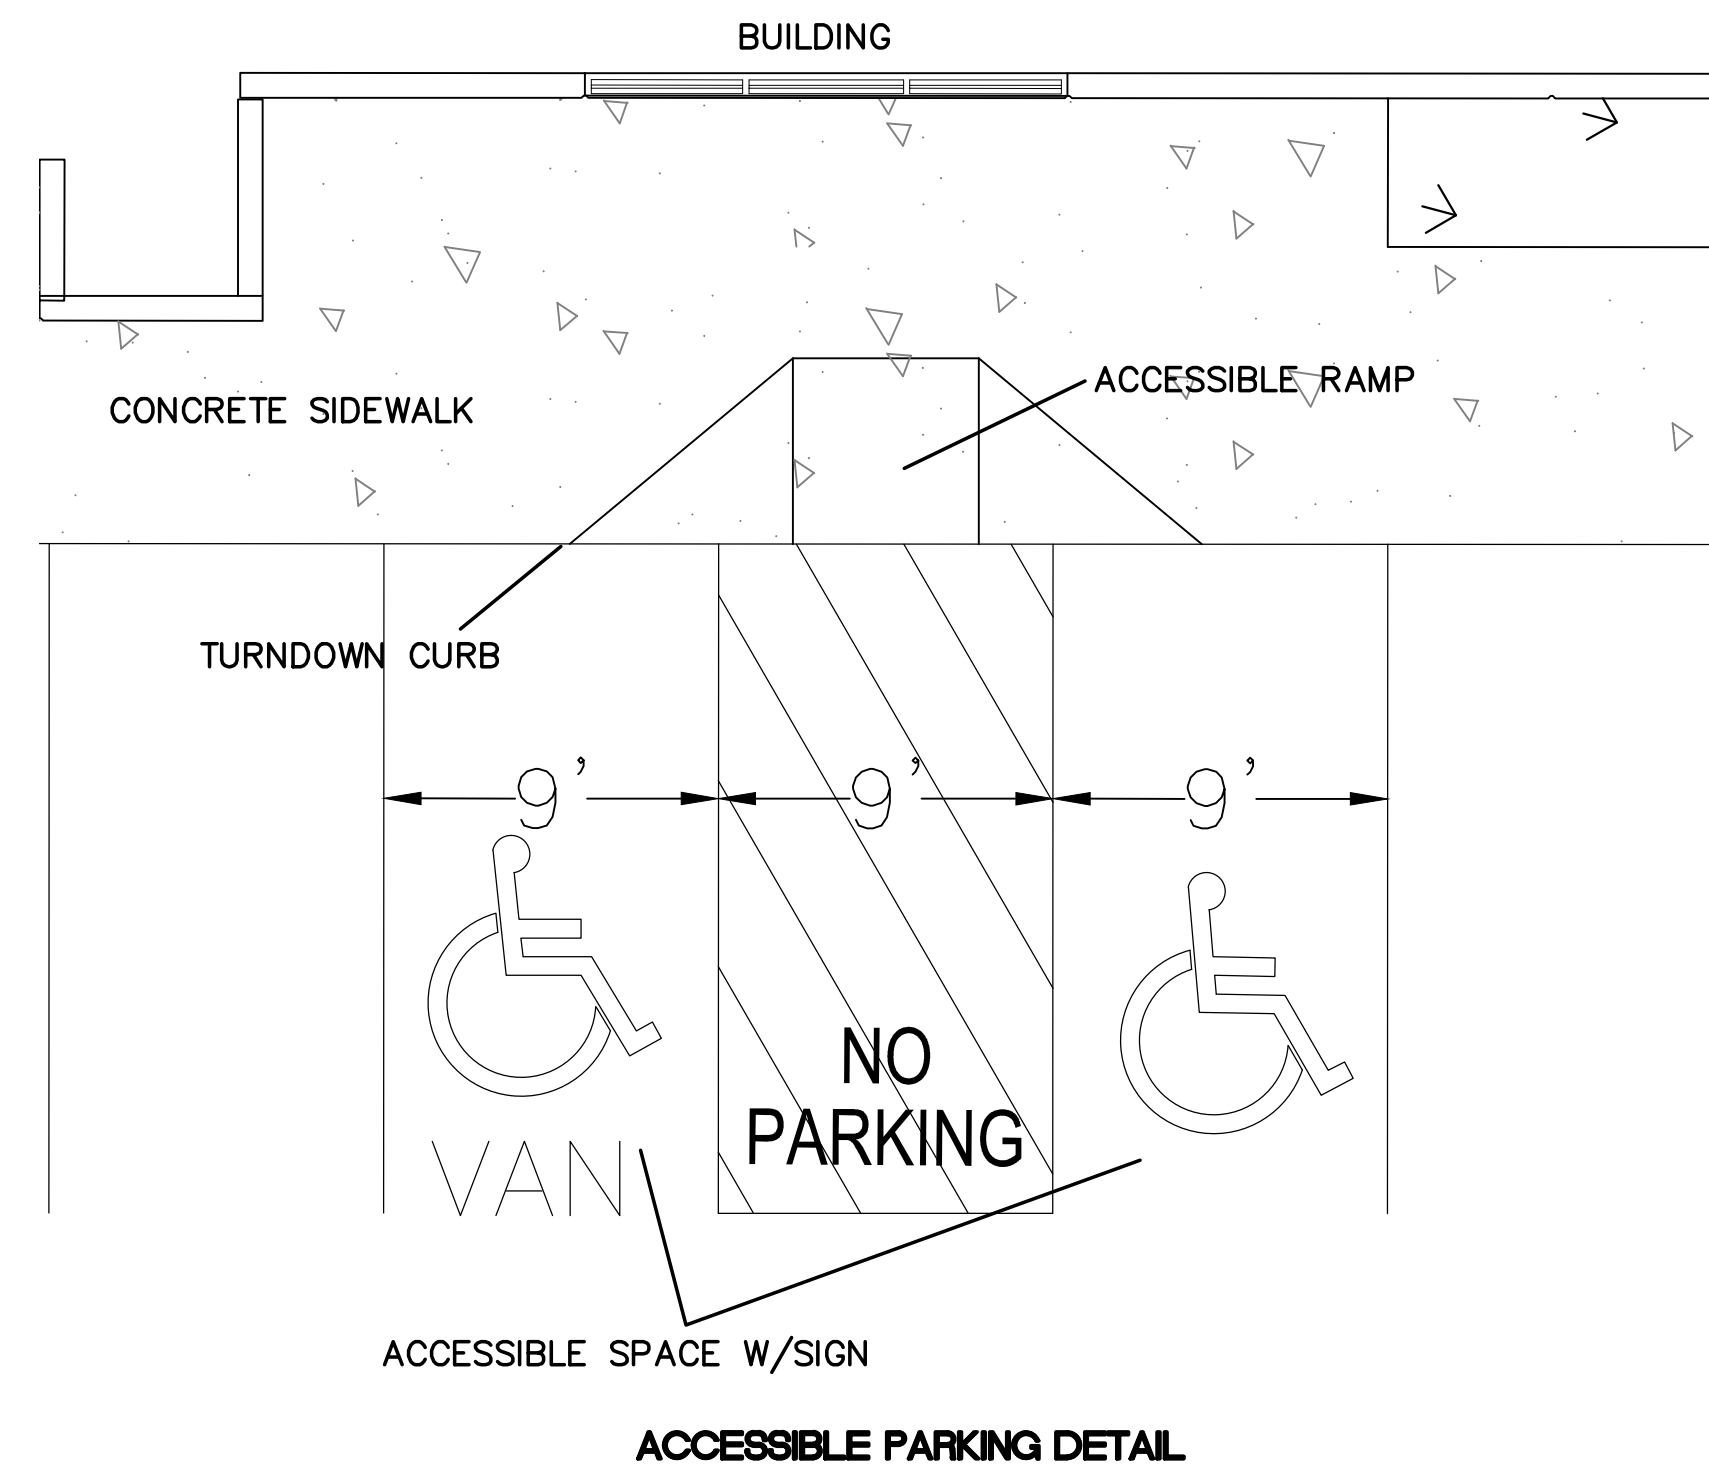 BUILDING
ACCESSIBLE RAMP
CONCRETE SIDEWALK
TURNDOWN CURB
9' 9' 9'
NO
PARKING
VAN
ACCESSIBLE SPACE W/SIGN
ACCESSIBLE PARKING DETAIL